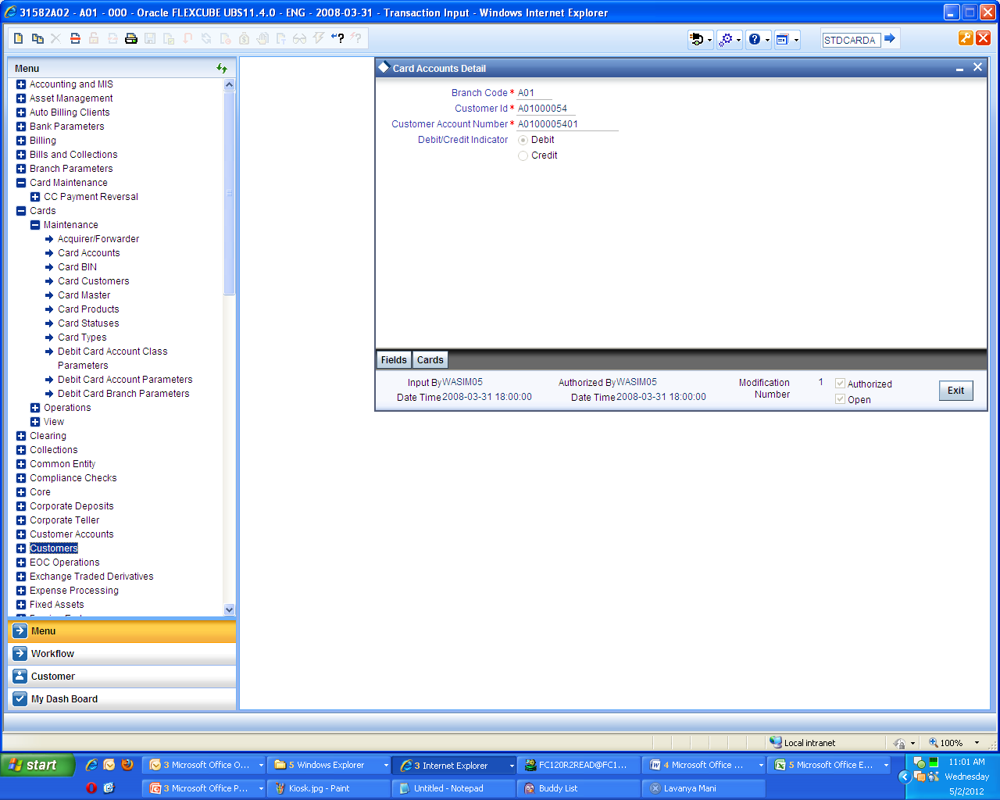 31582A02 - A01 - 000 - Oracle FLEXCUBE UBS11.4.0 - ENG - 2008-03-31 - Transaction Input - Windows Internet Explorer
STDCARDA
Menu
Accounting and MIS
Asset Management
Auto Billing Clients
Bank Parameters
Billing
Bills and Collections
Branch Parameters
Card Maintenance
CC Payment Reversal
Cards
Maintenance
Acquirer/Forwarder
Card Accounts
Card BIN
Card Customers
Card Master
Card Products
Card Statuses
Card Types
Debit Card Account Class
Parameters
Debit Card Account Parameters
Debit Card Branch Parameters
Operations
View
Clearing
Collections
Common Entity
Compliance Checks
Core
Corporate Deposits
Corporate Teller
Customer Accounts
Customers
EOC Operations
Exchange Traded Derivatives
Expense Processing
Fixed Assets
Menu
Workflow
Customer
My Dash Board
Card Accounts Detail
Branch Code * A01
Customer Id * A01000054
Customer Account Number * A0100005401
Debit/Credit Indicator Debit
Credit
Fields Cards
Input By WASIM05 Authorized By WASIM05 Modification 1 Authorized
Date Time 2008-03-31 18:00:00 Date Time 2008-03-31 18:00:00 Number Open
Exit
Local intranet 100%
start 3 Microsoft Office O... 5 Windows Explorer 3 Internet Explorer FC120R2READ@FC1... 4 Microsoft Office ... 5 Microsoft Office E... 11:01 AM
Wednesday
3 Microsoft Office P... Kiosk.jpg - Paint Untitled - Notepad Buddy List Lavanya Mani 5/2/2012